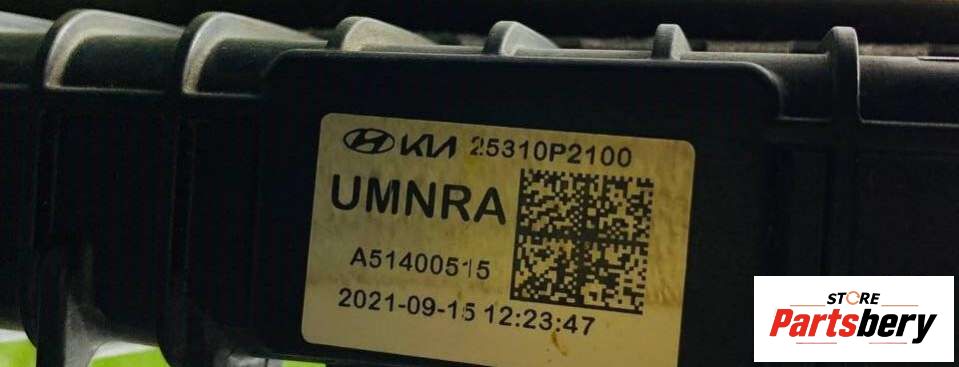 KIA 25310P2100
UMNRA
A51400515
2021-09-15 12:23:47
STORE
Partsbery